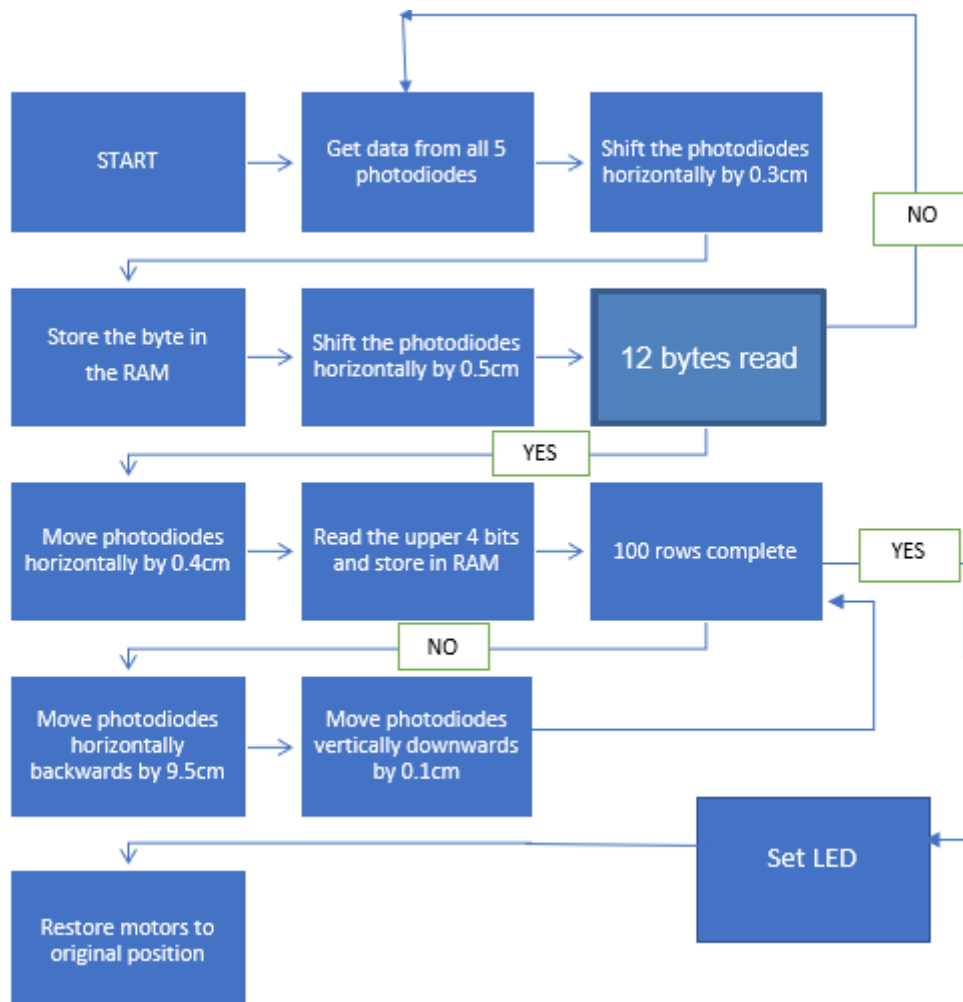 START
Get data from all 5
photodiodes
Shift the photodiodes
horizontally by 0.3cm
NO
Store the byte in
the RAM
Shift the photodiodes
horizontally by 0.5cm
12 bytes read
YES
Move photodiodes
horizontally by 0.4cm
Read the upper 4 bits
and store in RAM
100 rows complete
YES
NO
Move photodiodes
horizontally
backwards by 9.5cm
Move photodiodes
vertically downwards
by 0.1cm
Set LED
Restore motors to
original position